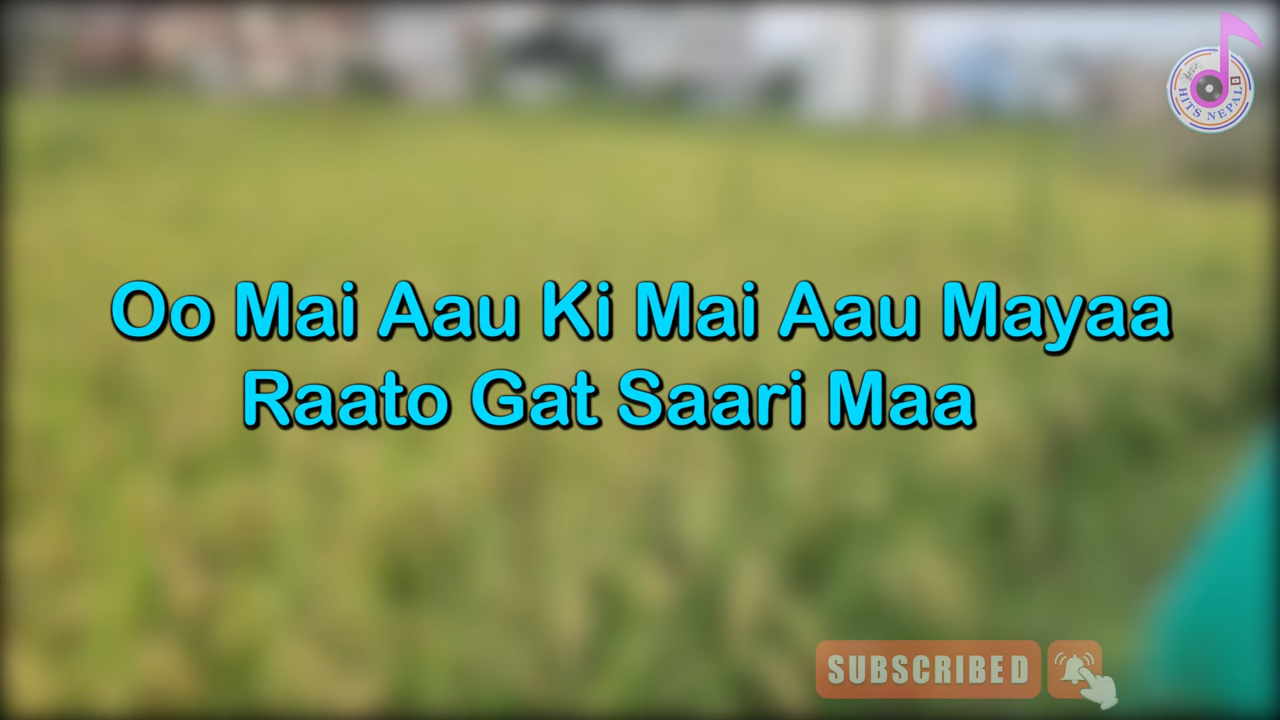 HITS NEPAL
Oo Mai Aau Ki Mai Aau Mayaa
Raato Gat Saari Maa
SUBSCRIBED